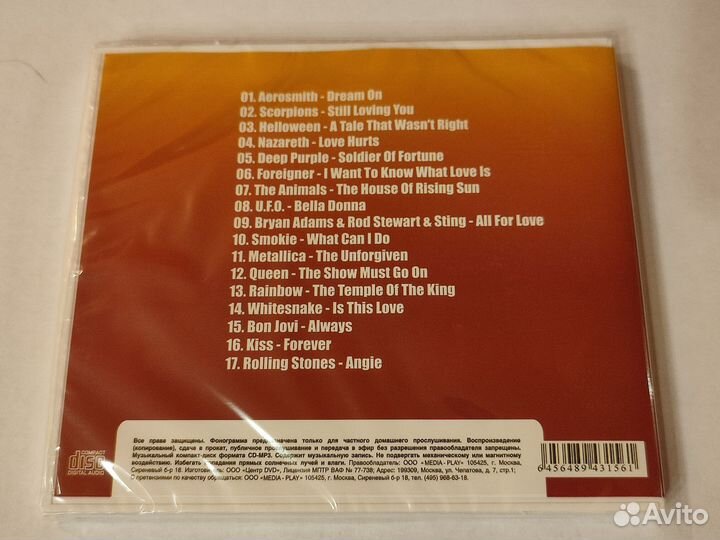 01. Aerosmith - Dream On
02. Scorpions - Still Loving You
03. Helloween - A Tale That Wasn't Right
04. Nazareth - Love Hurts
05. Deep Purple - Soldier Of Fortune
06. Foreigner - I Want To Know What Love Is
07. The Animals - The House Of Rising Sun
08. U.F.O. - Bella Donna
09. Bryan Adams & Rod Stewart & Sting - All For Love
10. Smokie - What Can I Do
11. Metallica - The Unforgiven
12. Queen - The Show Must Go On
13. Rainbow - The Temple Of The King
14. Whitesnake - Is This Love
15. Bon Jovi - Always
16. Kiss - Forever
17. Rolling Stones - Angie
COMPACT
disc
DIGITAL AUDIO
Все права защищены. Фонограмма предназначена только для частного домашнего прослушивания. Воспроизведение
(копирование), сдача в прокат, публичное прослушивание и передача в эфир без разрешения правообладателя запрещены.
Музыкальный компакт-диск формата CD-MP3. Содержит музыкальную запись. Не подвергать механическому или магнитному
воздействию. Избегать попадания прямых солнечных лучей и влаги. Правообладатель: ООО «MEDIA - PLAY» 105425, г. Москва,
Сиреневый б-р 18. Изготовитель: ООО «Центр DVD», Лицензия МПТР ВАФ № 77-738; Адрес: 199309, Москва, ул. Чепатова, д. 7, стр.1;
С претензиями по качеству обращаться: ООО «MEDIA - PLAY» 105425, г. Москва, Сиреневый б-р 18, тел. (495) 968-63-18.
6 456489 431561
Avito